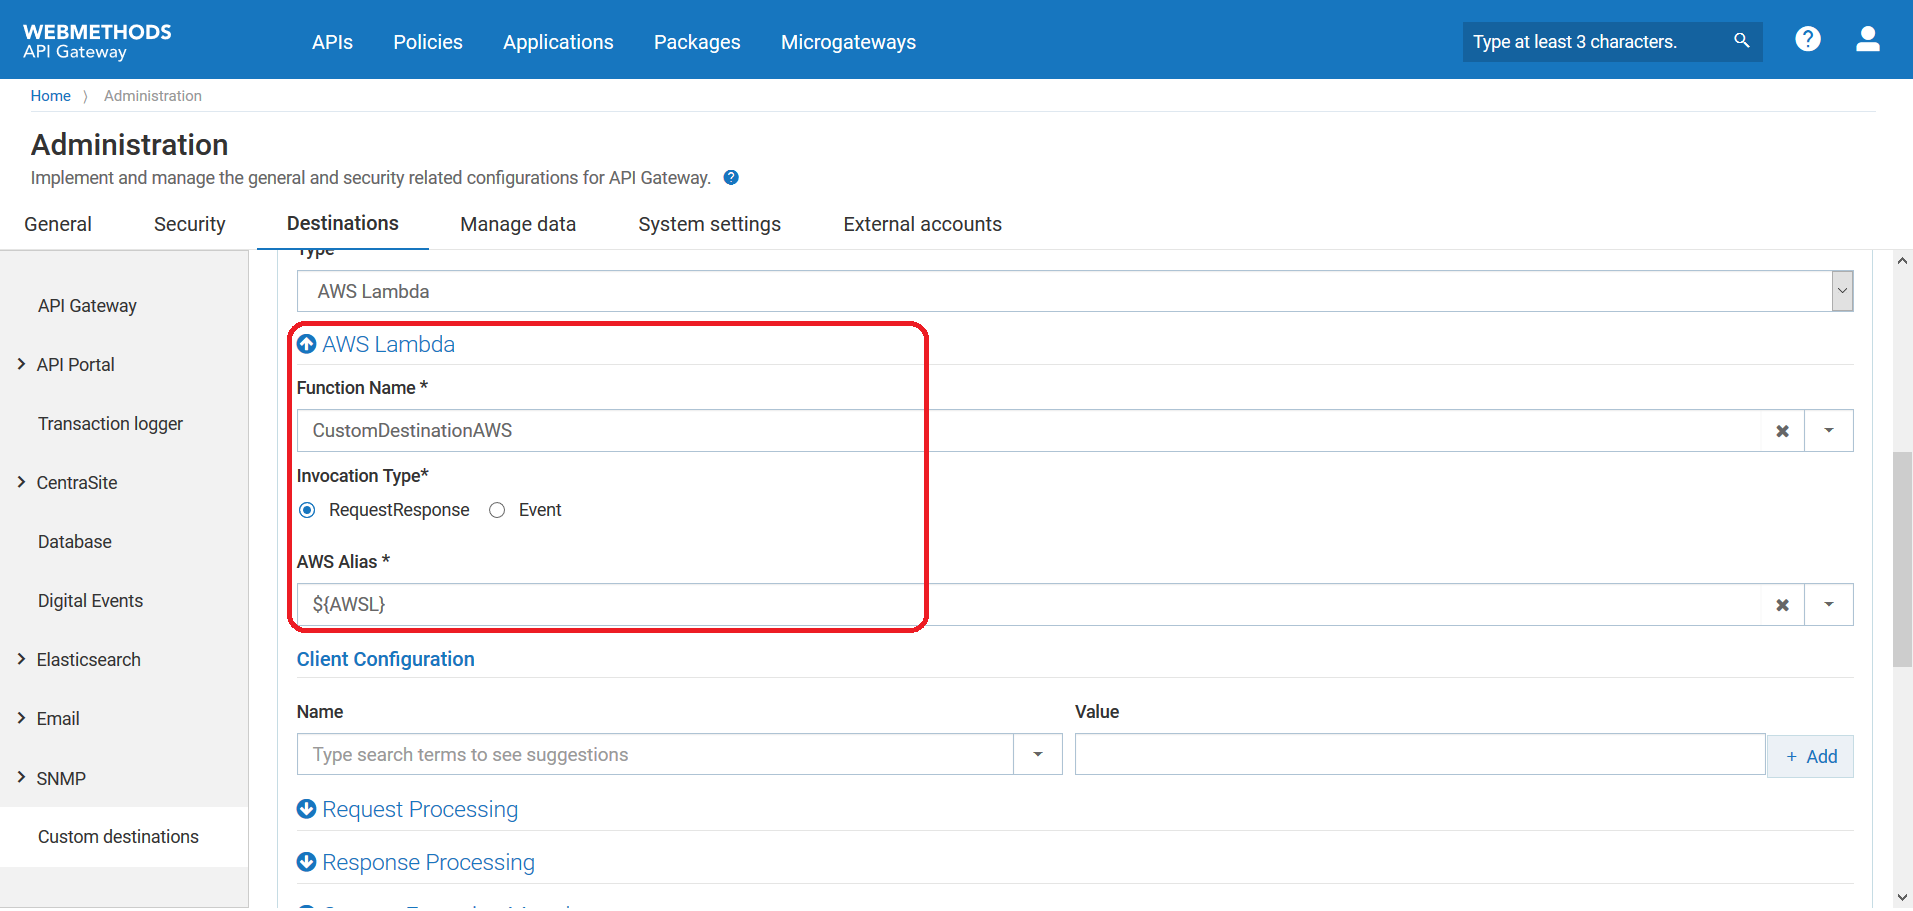 WEBMETHODS
API Gateway
APIs Policies Applications Packages Microgateways
Type at least 3 characters.
Home Administration
Administration
Implement and manage the general and security related configurations for API Gateway.
General Security Destinations Manage data System settings External accounts
API Gateway
API Portal
Transaction logger
CentraSite
Database
Digital Events
Elasticsearch
Email
SNMP
Custom destinations
Type
AWS Lambda
AWS Lambda
Function Name *
CustomDestinationAWS
Invocation Type*
RequestResponse Event
AWS Alias *
${AWSL}
Client Configuration
Name Value
Type search terms to see suggestions
+ Add
Request Processing
Response Processing